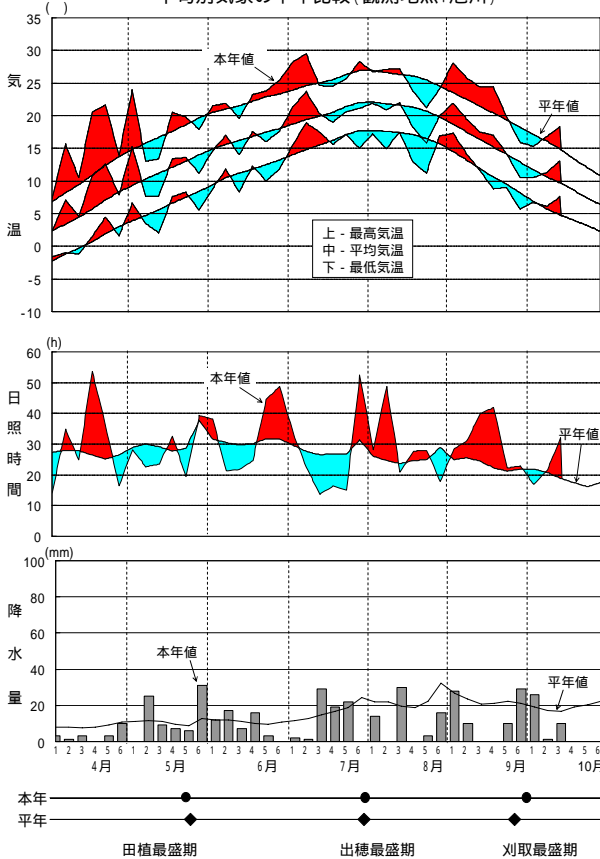 ( )
35
30
25
20
15
10
5
0
-5
-10
気
温
本年値
平年値
上 - 最高気温
中 - 平均気温
下 - 最低気温
(h)
60
50
40
30
20
10
0
日
照
時
間
本年値
平年値
(mm)
100
80
60
40
20
0
降
水
量
本年値
平年値
1 2 3 4 5 6 1 2 3 4 5 6 1 2 3 4 5 6 1 2 3 4 5 6 1 2 3 4 5 6 1 2 3 4 5 6 1 2 3 4 5 6
4月 5月 6月 7月 8月 9月 10月
本年
平年
田植最盛期 出穂最盛期 刈取最盛期